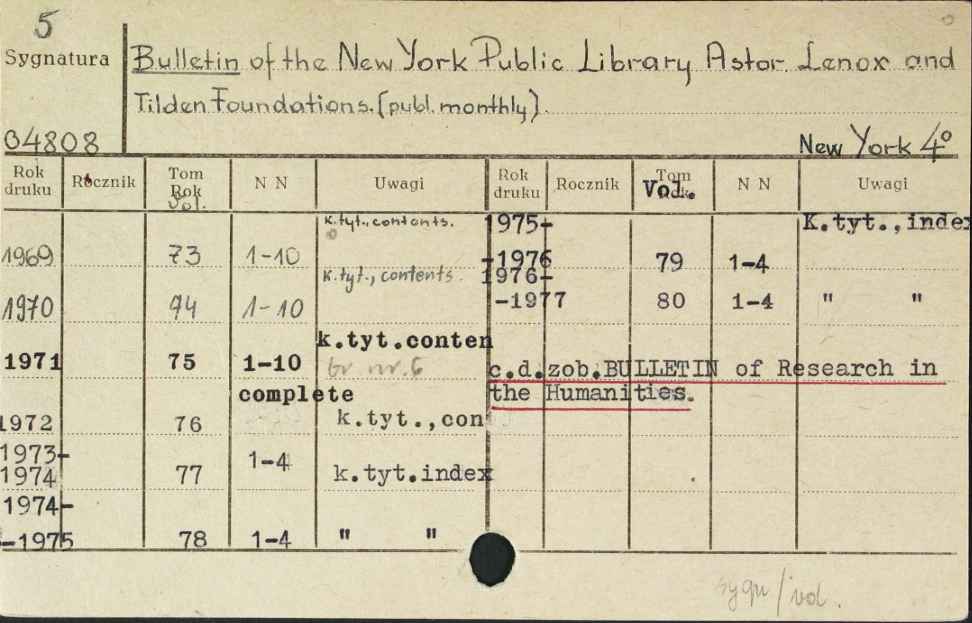 5
Sygnatura
Bulletin of the New York Public Library Astor Lenox and
Tilden Foundations. (publ. monthly).
04808
New York 4°
Rok druku Rocznik Tom Rok Vol. N N Uwagi Rok druku Rocznik Tom Vol. N N Uwagi
k.tyt., contents.
1969 73 1-10
k.tyt., contents.
1970 74 1-10
k.tyt.conten
1971 75 1-10 br nr. 6
complete
1972 76 k.tyt.,con
1973-
1974 77 1-4 k.tyt.index
1974-
-1975 78 1-4 " "
1975- K.tyt.,index
-1976 79 1-4
1976-
-1977 80 1-4 " "
c.d.zob.BULLETIN of Research in
the Humanities.
sygn/vol.